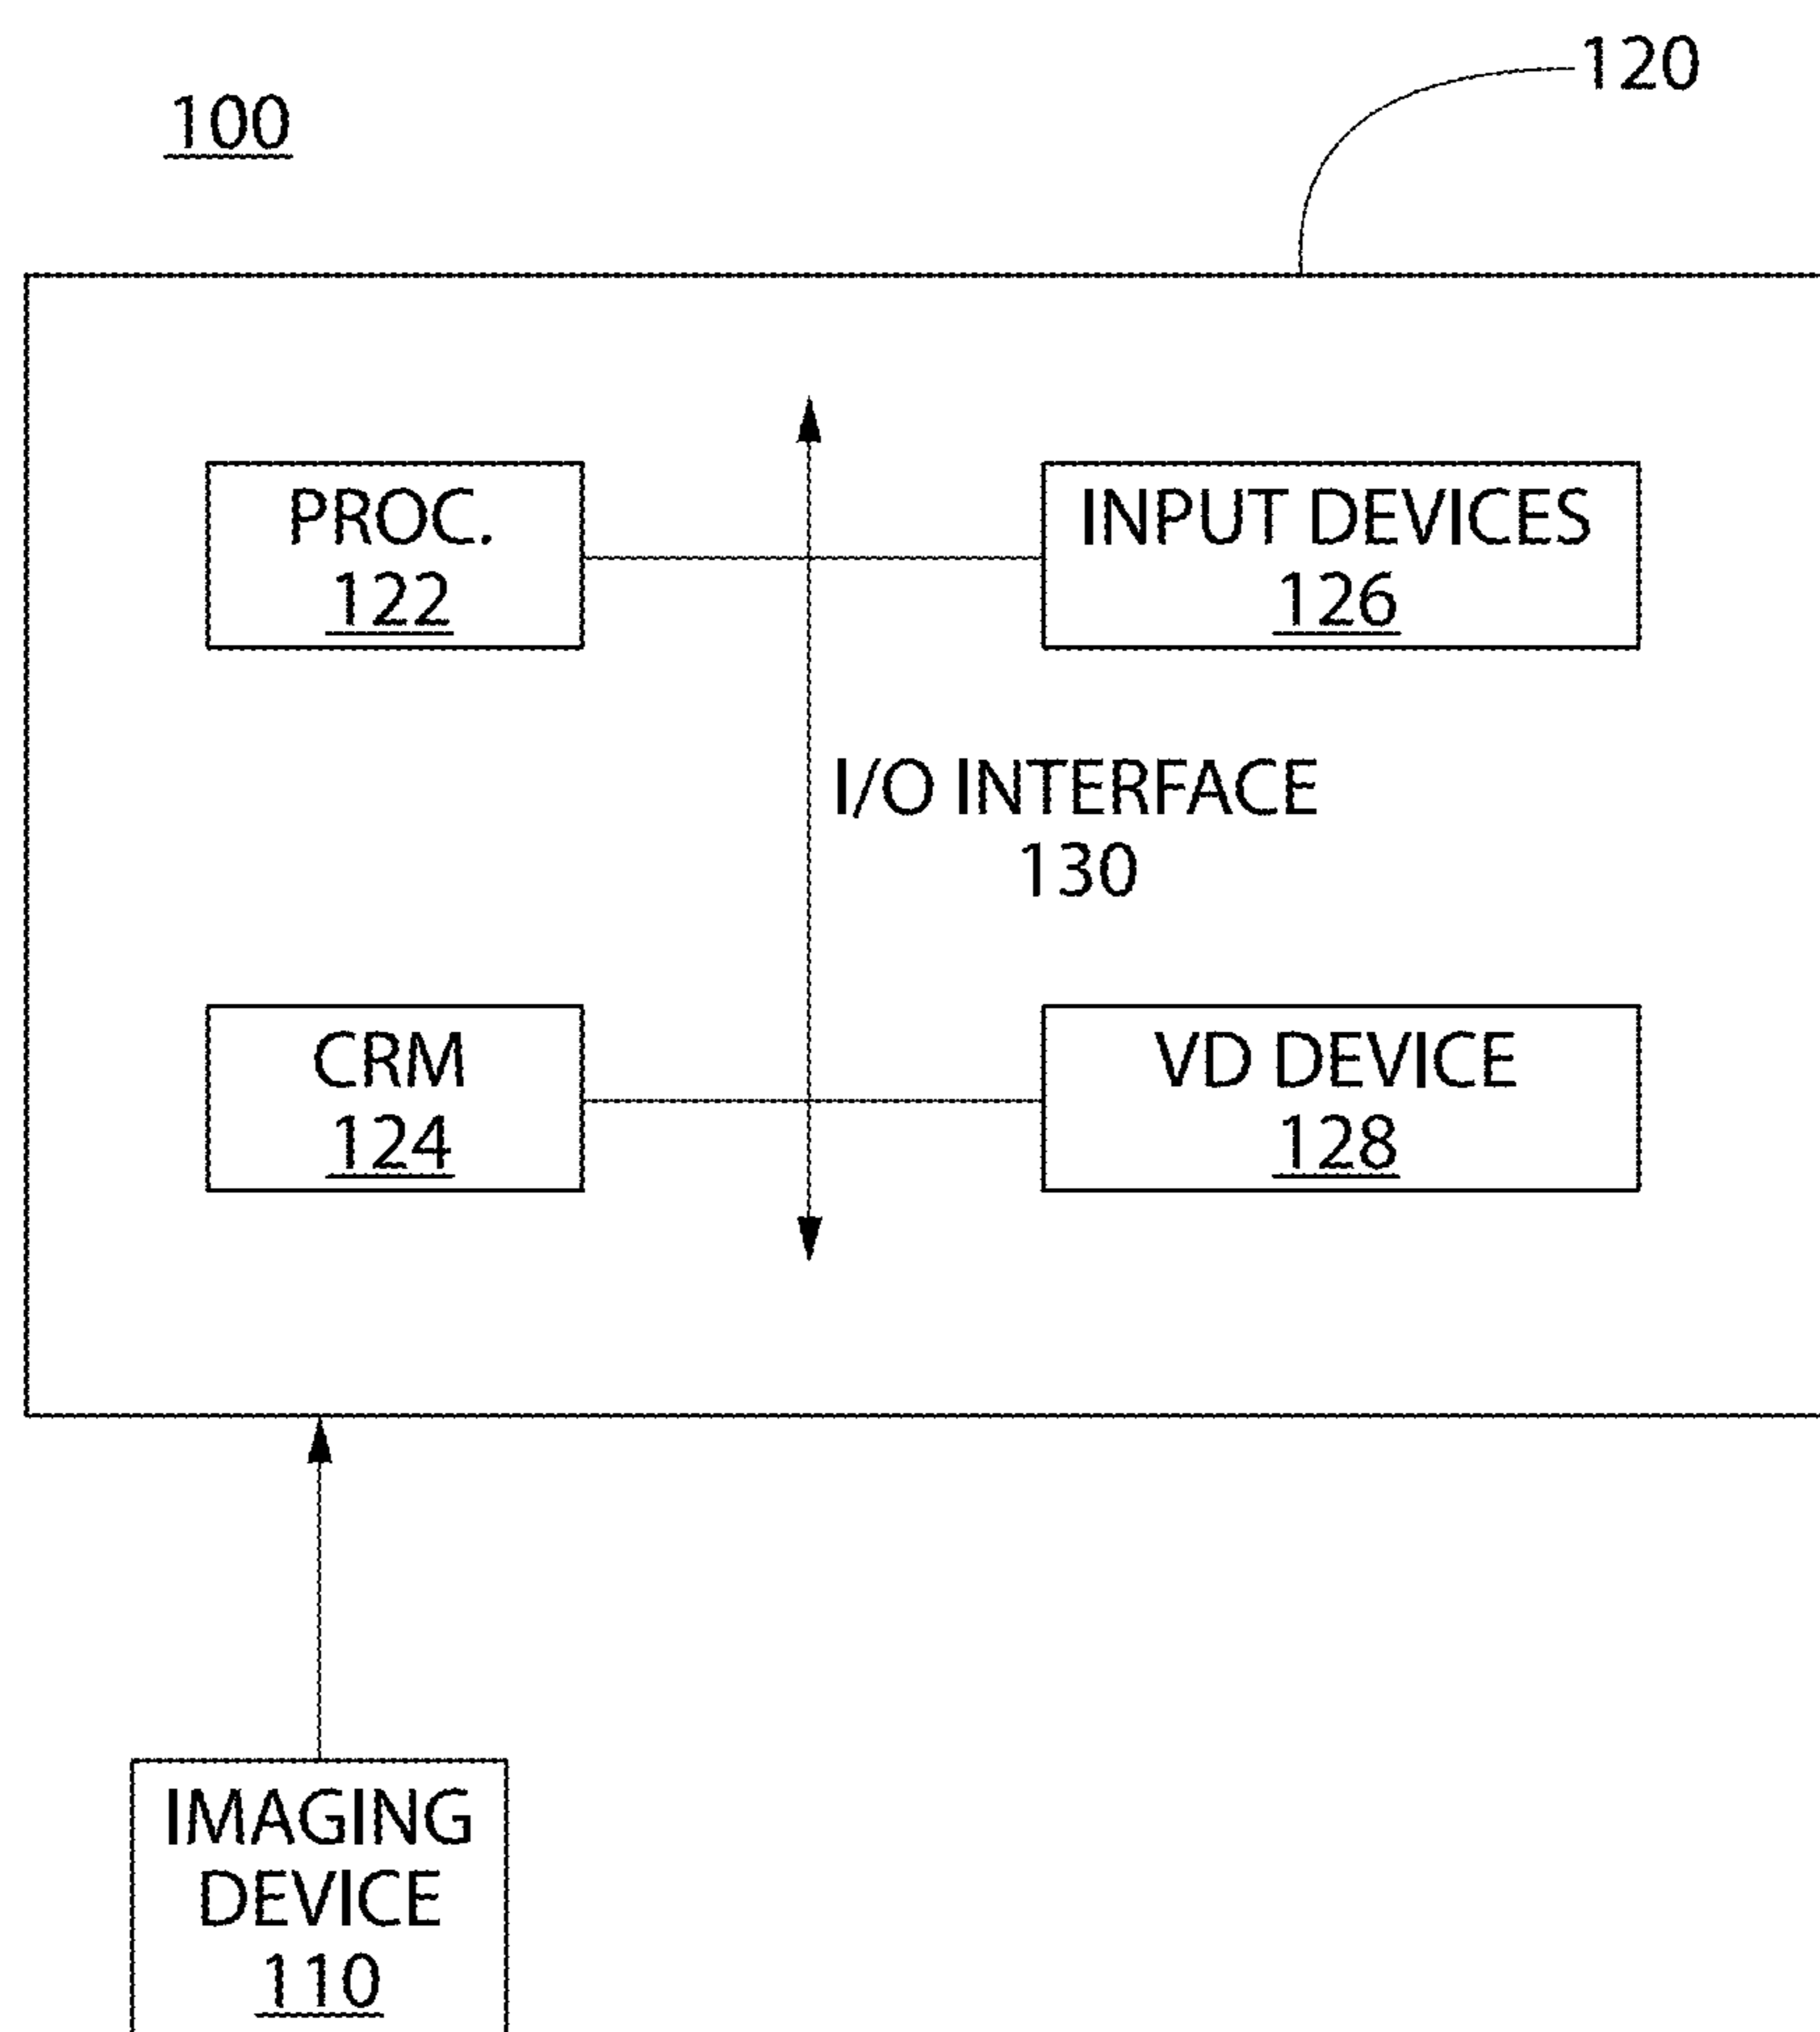 120
100
PROC.
122
INPUT DEVICES
126
I/O INTERFACE
130
CRM
124
VD DEVICE
128
IMAGING
DEVICE
110